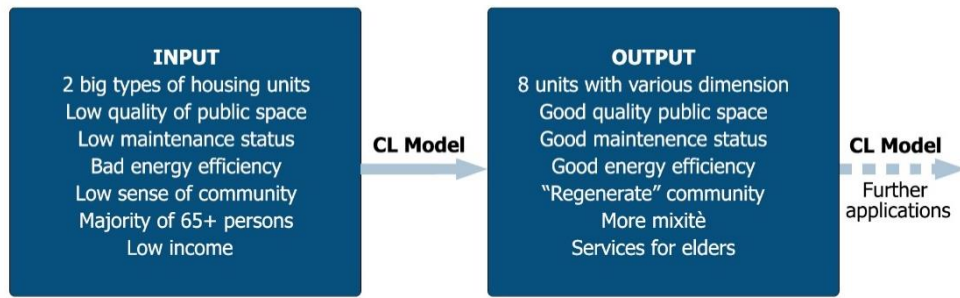 INPUT
2 big types of housing units
Low quality of public space
Low maintenance status
Bad energy efficiency
Low sense of community
Majority of 65+ persons
Low income
CL Model
OUTPUT
8 units with various dimension
Good quality public space
Good maintenence status
Good energy efficiency
“Regenerate” community
More mixitè
Services for elders
CL Model
Further
applications